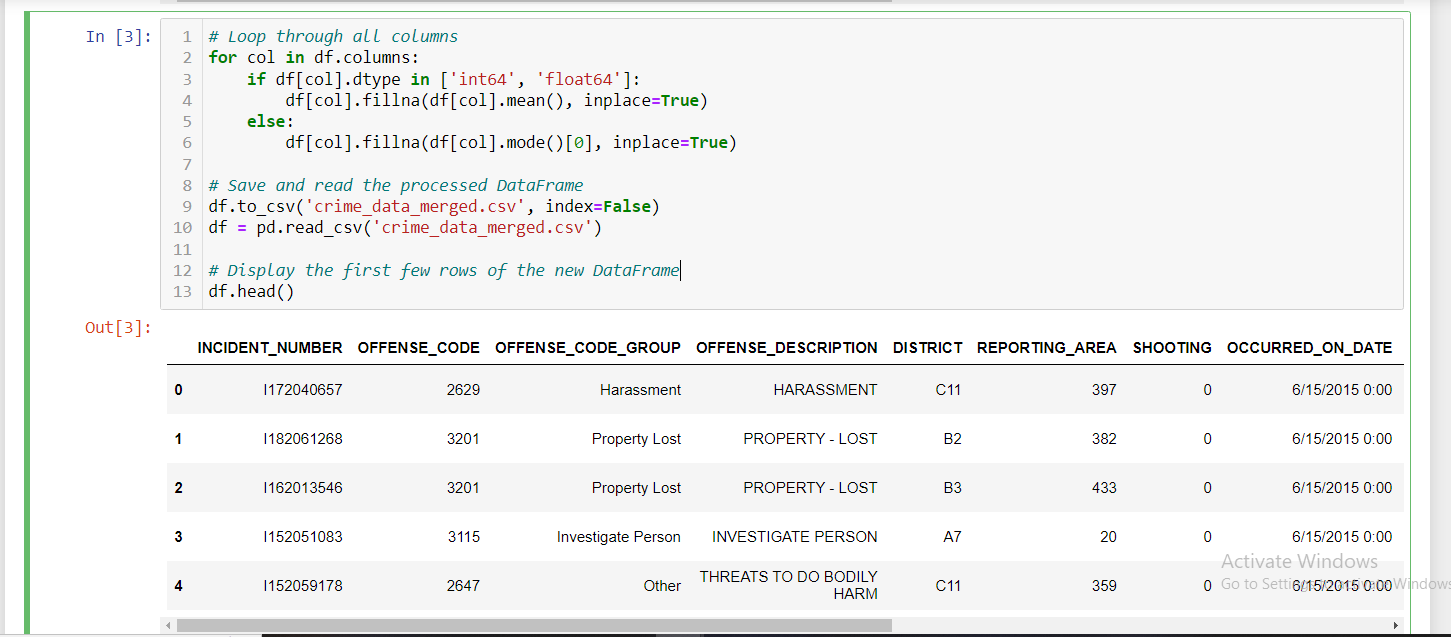 In [3]:
1 # Loop through all columns
2 for col in df.columns:
3     if df[col].dtype in ['int64', 'float64']:
4         df[col].fillna(df[col].mean(), inplace=True)
5     else:
6         df[col].fillna(df[col].mode()[0], inplace=True)
7
8 # Save and read the processed DataFrame
9 df.to_csv('crime_data_merged.csv', index=False)
10 df = pd.read_csv('crime_data_merged.csv')
11
12 # Display the first few rows of the new DataFrame
13 df.head()
Out[3]:
INCIDENT_NUMBER OFFENSE_CODE OFFENSE_CODE_GROUP OFFENSE_DESCRIPTION DISTRICT REPORTING_AREA SHOOTING OCCURRED_ON_DATE
0 I172040657 2629 Harassment HARASSMENT C11 397 0 6/15/2015 0:00
1 I182061268 3201 Property Lost PROPERTY - LOST B2 382 0 6/15/2015 0:00
2 I162013546 3201 Property Lost PROPERTY - LOST B3 433 0 6/15/2015 0:00
3 I152051083 3115 Investigate Person INVESTIGATE PERSON A7 20 0 6/15/2015 0:00
4 I152059178 2647 Other THREATS TO DO BODILY HARM C11 359 0 6/15/2015 0:00
Activate Windows
Go to Settings to activate Windows